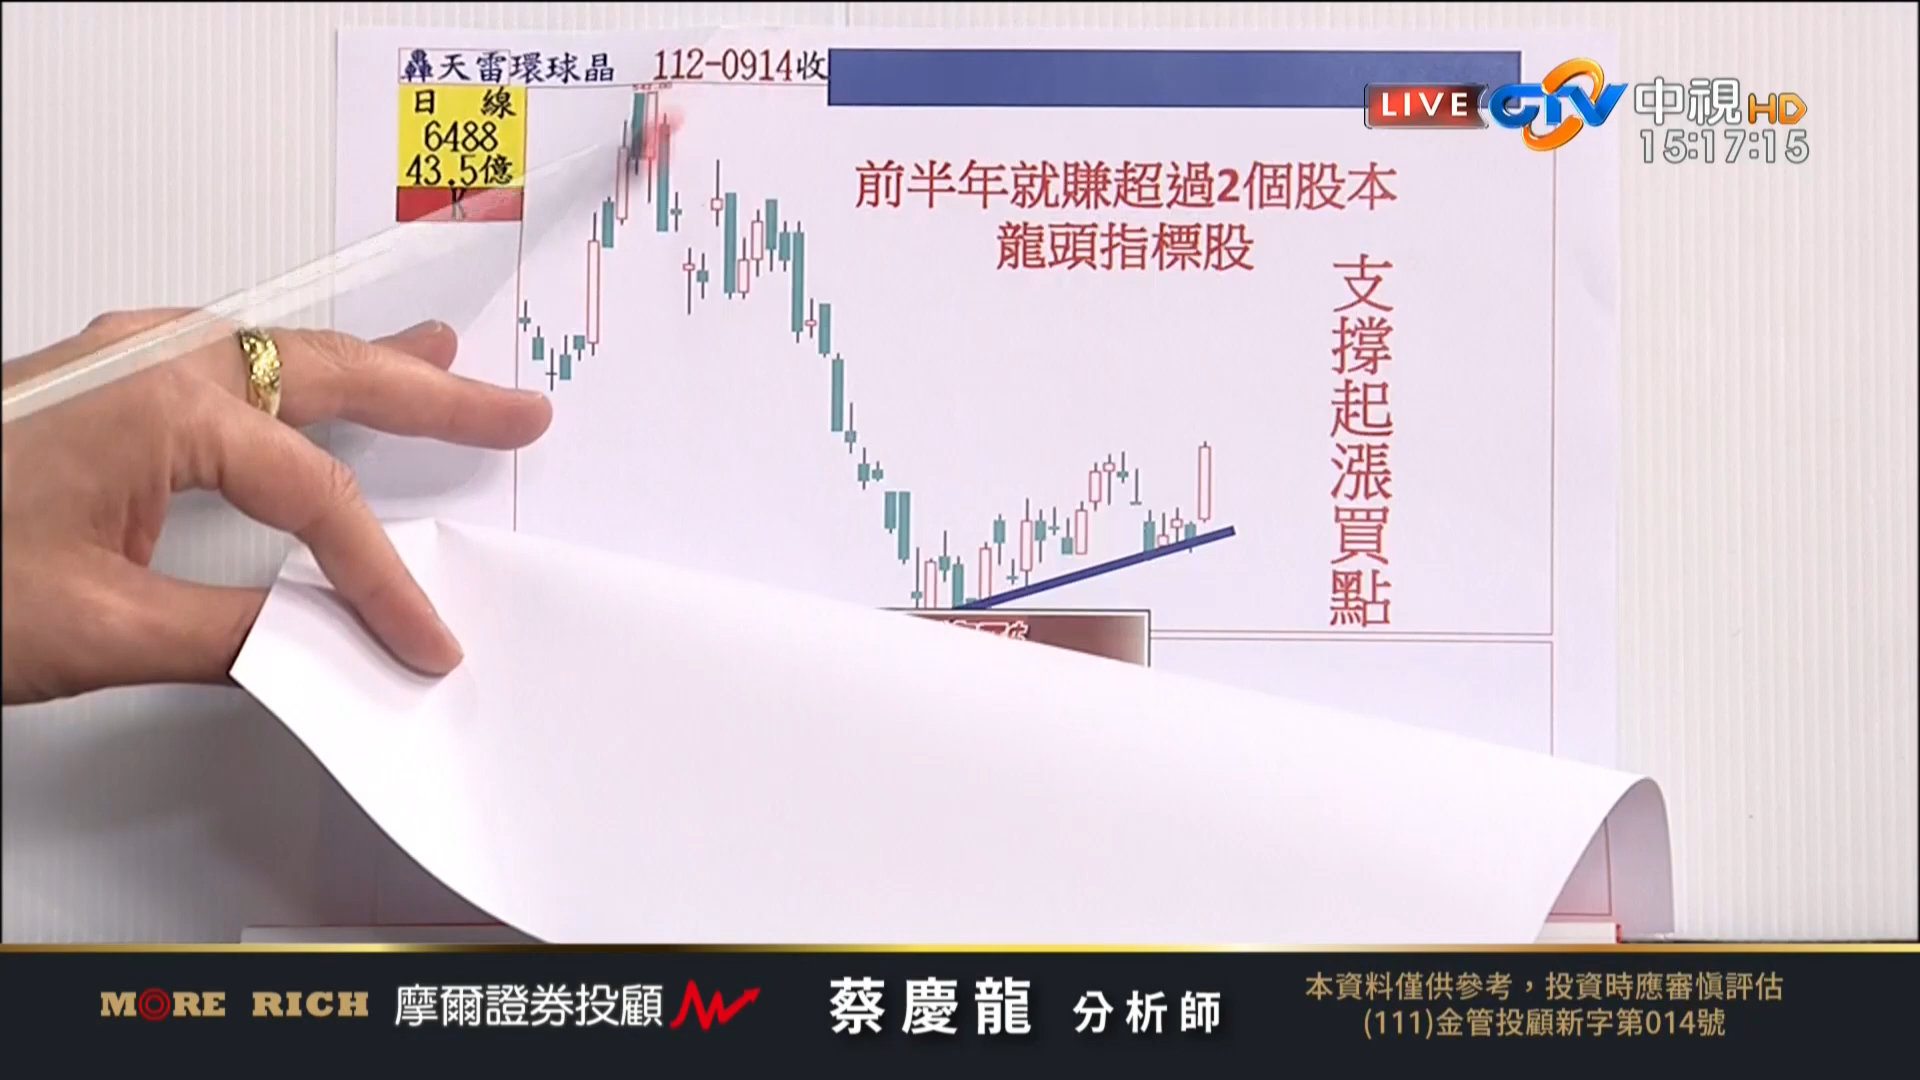 轟天雷環球晶 112-0914收
日線
6488
43.5億
K
前半年就賺超過2個股本
龍頭指標股
支撐起漲買點
LIVE CTV 中視HD
15:17:15
MORE RICH 摩爾證券投顧
蔡慶龍 分析師
本資料僅供參考，投資時應審慎評估
(111)金管投顧新字第014號